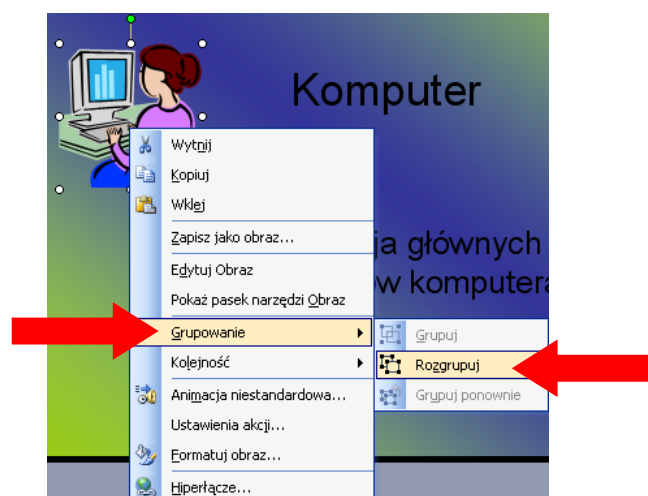 Komputer
Wytnij
Kopiuj
Wklej
Zapisz jako obraz...
ja głównych
Edytuj Obraz
w komputera
Pokaż pasek narzędzi Obraz
Grupowanie
Grupuj
Kolejność
Rozgrupuj
Animacja niestandardowa...
Grupuj ponownie
Ustawienia akcji...
Formatuj obraz...
Hiperłącze...